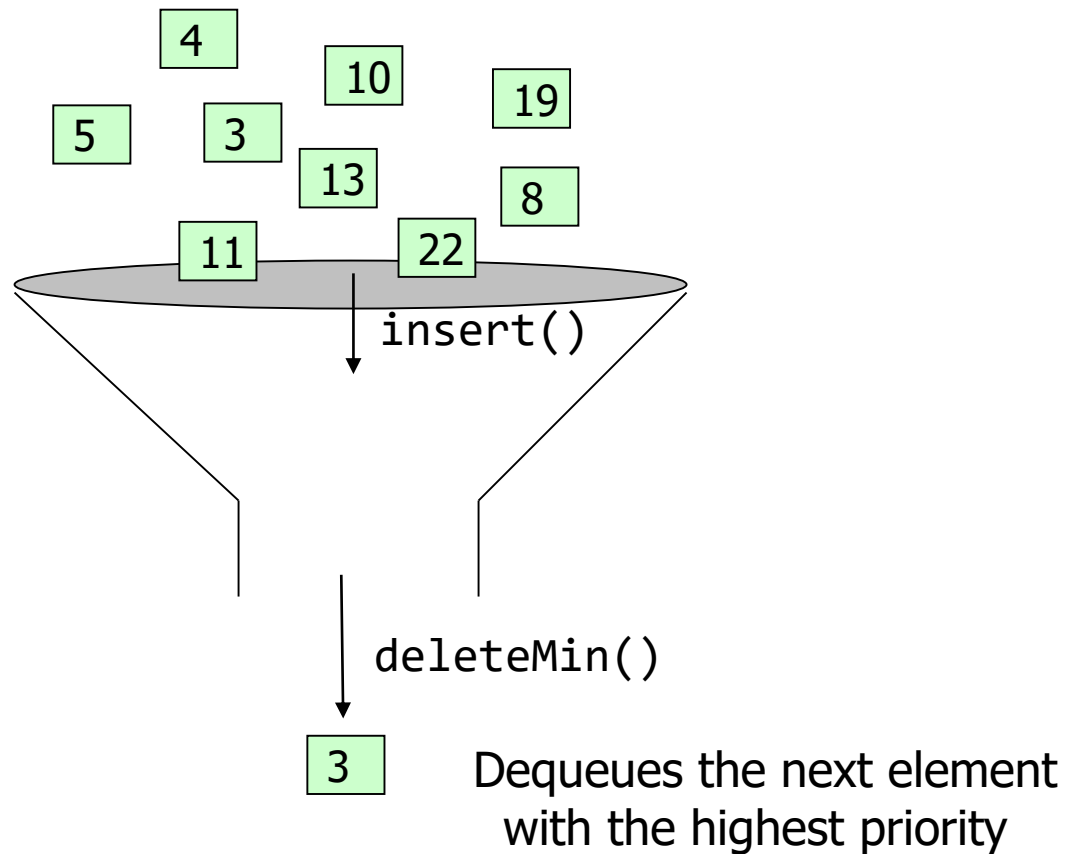 4
10
19
5
3
13
8
11
22
insert()
deleteMin()
3
Dequeues the next element
with the highest priority